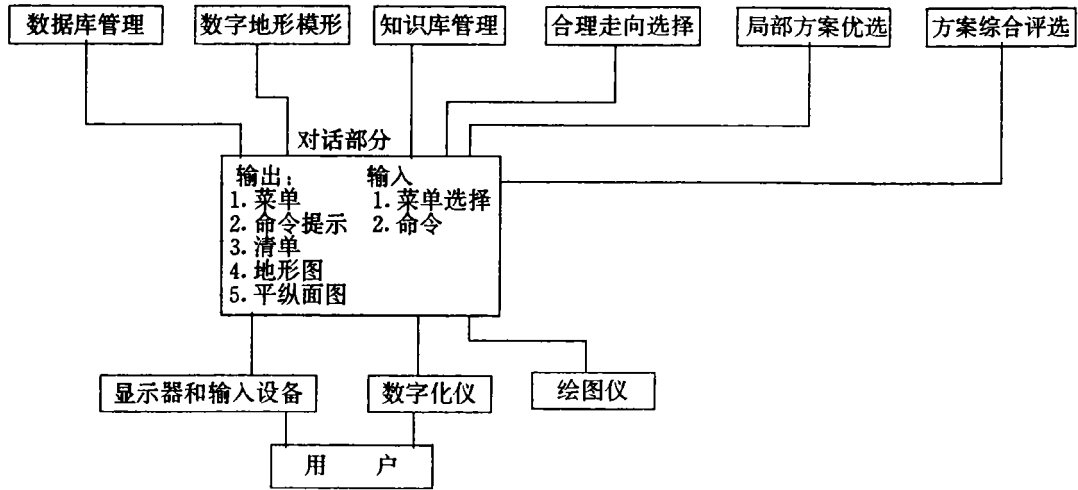 数据库管理
数字地形模形
知识库管理
合理走向选择
局部方案优选
方案综合评选
对话部分
输出：
1.菜单
2.命令提示
3.清单
4.地形图
5.平纵面图
输入
1.菜单选择
2.命令
显示器和输入设备
数字化仪
绘图仪
用 户